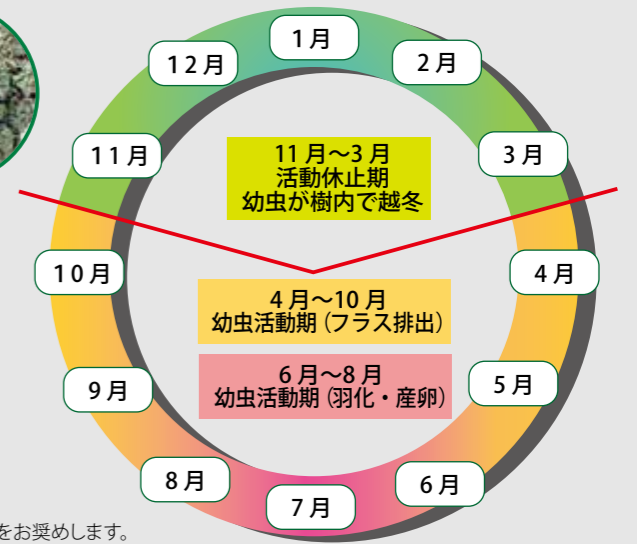 1月
2月
3月
4月
5月
6月
7月
8月
9月
10月
11月
12月
11月～3月
活動休止期
幼虫が樹内で越冬
4月～10月
幼虫活動期（フラス排出）
6月～8月
幼虫活動期（羽化・産卵）
をお奨めします。